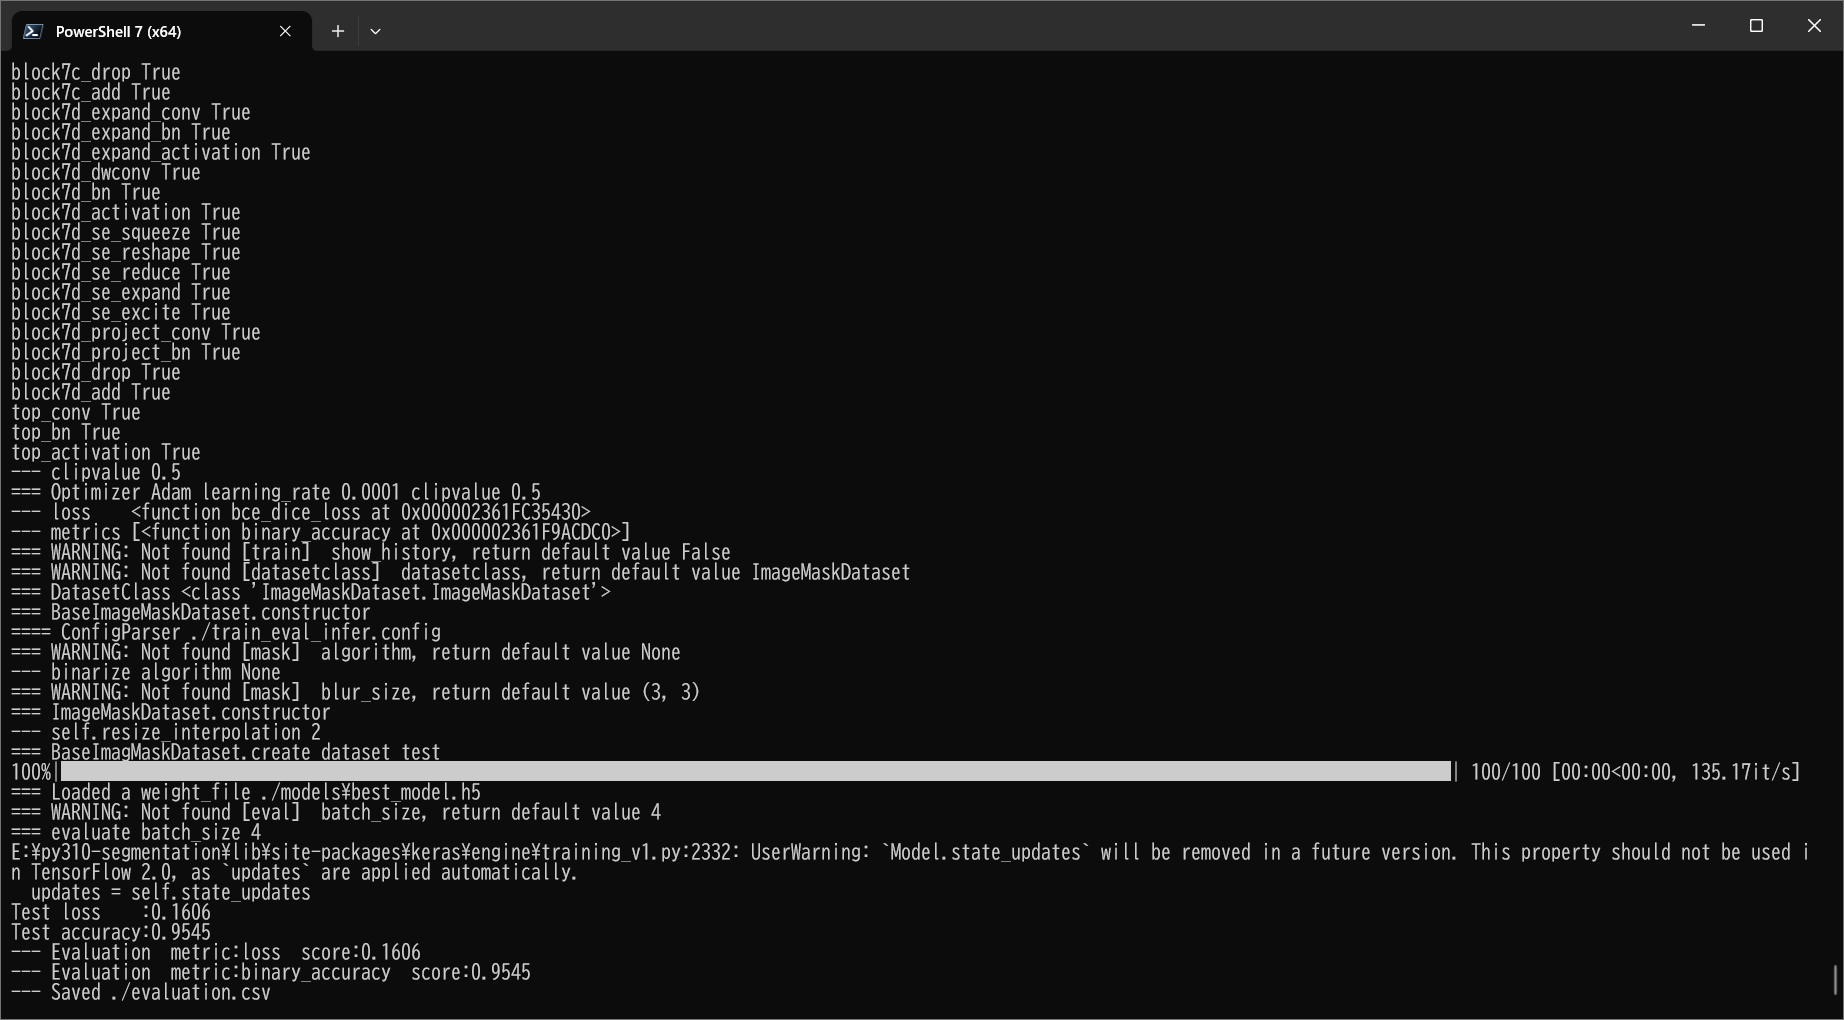 PowerShell 7 (x64)
block7c_drop True
block7c_add True
block7d_expand_conv True
block7d_expand_bn True
block7d_expand_activation True
block7d_dwconv True
block7d_bn True
block7d_activation True
block7d_se_squeeze True
block7d_se_reshape True
block7d_se_reduce True
block7d_se_expand True
block7d_se_excite True
block7d_project_conv True
block7d_project_bn True
block7d_drop True
block7d_add True
top_conv True
top_bn True
top_activation True
--- clipvalue 0.5
=== Optimizer Adam learning_rate 0.0001 clipvalue 0.5
--- loss    <function bce_dice_loss at 0x000002361FC35430>
--- metrics [<function binary_accuracy at 0x000002361F9ACDC0>]
=== WARNING: Not found [train]  show_history, return default value False
=== WARNING: Not found [datasetclass]  datasetclass, return default value ImageMaskDataset
=== DatasetClass <class 'ImageMaskDataset.ImageMaskDataset'>
=== BaseImageMaskDataset.constructor
==== ConfigParser ./train_eval_infer.config
=== WARNING: Not found [mask]  algorithm, return default value None
--- binarize algorithm None
=== WARNING: Not found [mask]  blur_size, return default value (3, 3)
=== ImageMaskDataset.constructor
--- self.resize_interpolation 2
=== BaseImagMaskDataset.create dataset test
100%| | 100/100 [00:00<00:00, 135.17it/s]
=== Loaded a weight_file ./models¥best_model.h5
=== WARNING: Not found [eval]  batch_size, return default value 4
=== evaluate batch_size 4
E:¥py310-segmentation¥lib¥site-packages¥keras¥engine¥training_v1.py:2332: UserWarning: `Model.state_updates` will be removed in a future version. This property should not be used i
n TensorFlow 2.0, as `updates` are applied automatically.
  updates = self.state_updates
Test loss    :0.1606
Test accuracy:0.9545
--- Evaluation  metric:loss  score:0.1606
--- Evaluation  metric:binary_accuracy  score:0.9545
--- Saved ./evaluation.csv